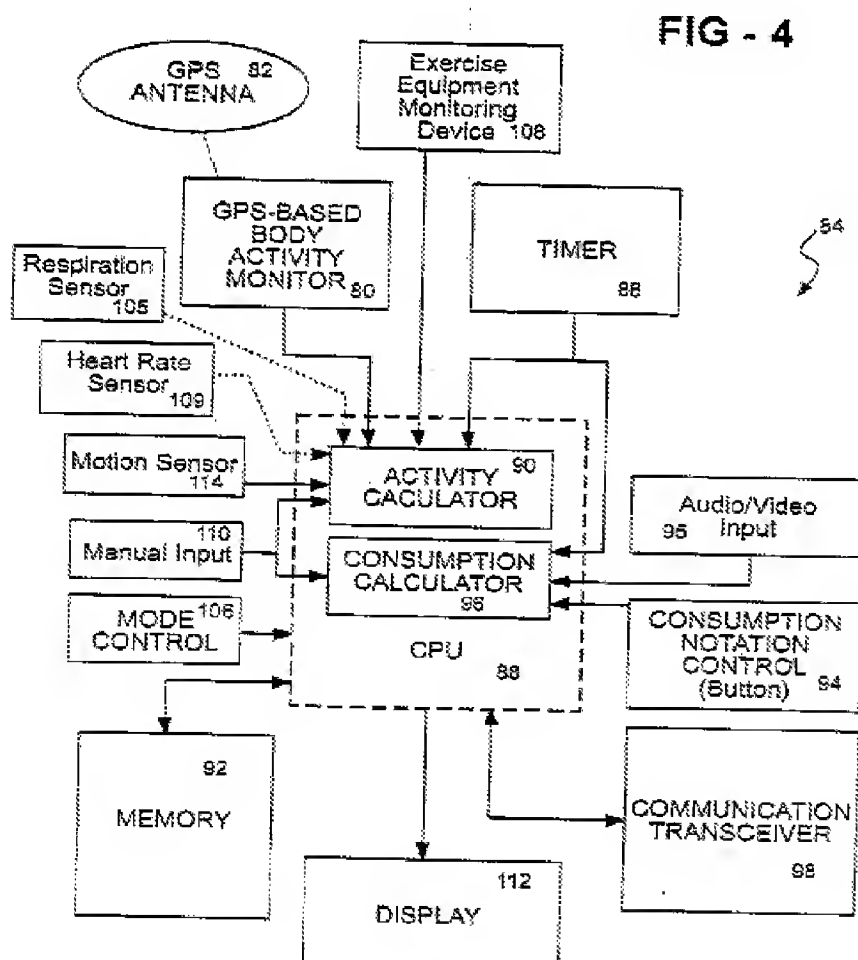 FIG - 4
GPS 82
ANTENNA
Exercise
Equipment
Monitoring
Device 108
GPS-BASED
BODY
ACTIVITY
MONITOR 80
TIMER
86
84
Respiration
Sensor
105
Heart Rate
Sensor
109
Motion Sensor
114
110
Manual Input
MODE 106
CONTROL
90
ACTIVITY
CACULATOR
CONSUMPTION
CALCULATOR
96
CPU
88
Audio/Video
95 Input
CONSUMPTION
NOTATION
CONTROL
(Button) 94
92
MEMORY
COMMUNICATION
TRANSCEIVER
98
112
DISPLAY